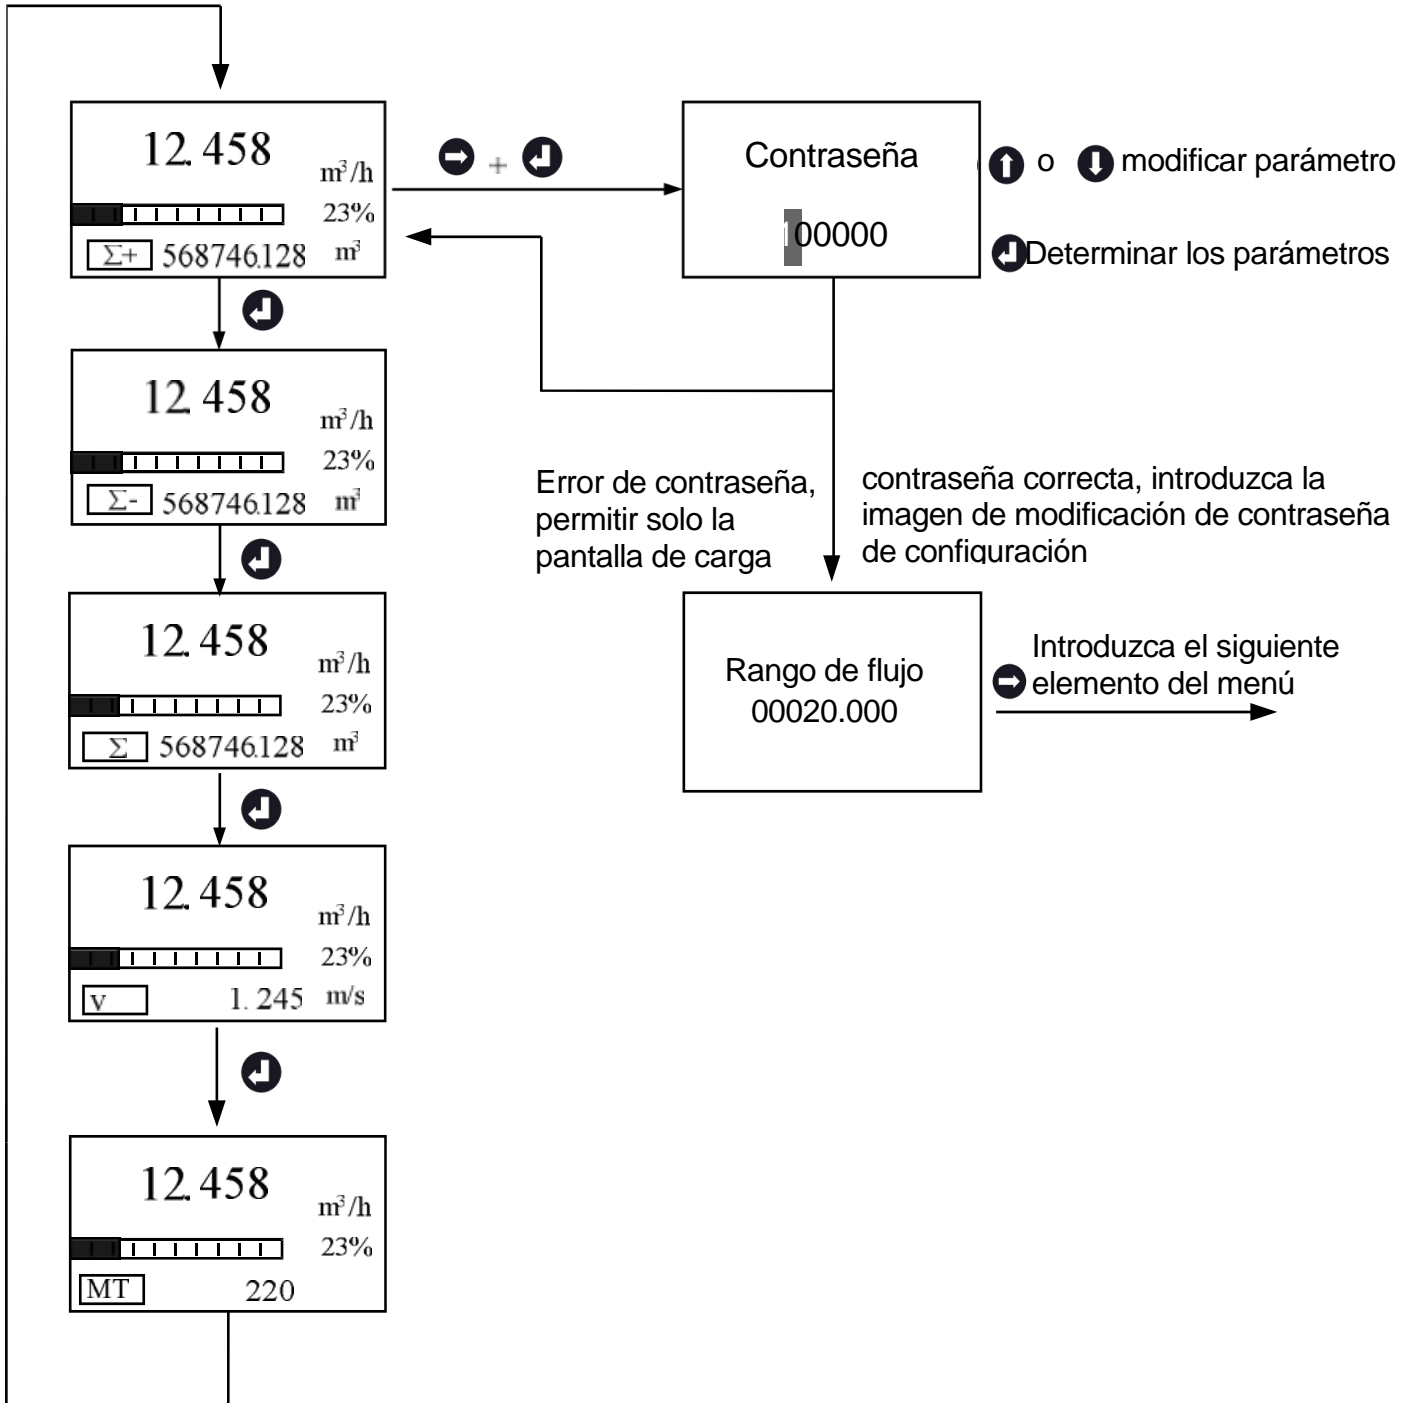 12.458
m³/h
23%
Σ+ 568746.128 m³
+
Contraseña
100000
o modificar parámetro
Determinar los parámetros
12.458
m³/h
23%
Σ- 568746.128 m³
Error de contraseña,
permitir solo la
pantalla de carga
contraseña correcta, introduzca la
imagen de modificación de contraseña
de configuración
12.458
m³/h
23%
Σ 568746.128 m³
Rango de flujo
00020.000
Introduzca el siguiente
elemento del menú
12.458
m³/h
23%
v 1.245 m/s
12.458
m³/h
23%
MT 220